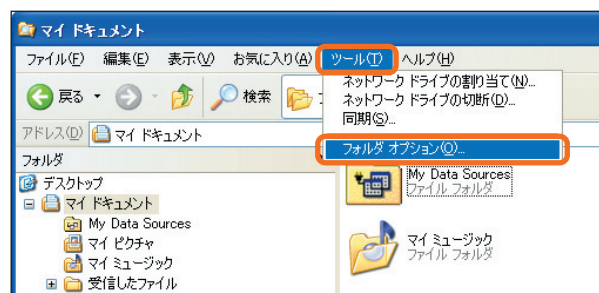 マイ ドキュメント
ファイル(F) 編集(E) 表示(V) お気に入り(A) ツール(T) ヘルプ(H)
戻る 検索
ネットワーク ドライブの割り当て(N)...
ネットワーク ドライブの切断(D)...
同期(S)...
フォルダ オプション(O)...
アドレス(D) マイ ドキュメント
フォルダ
デスクトップ
マイ ドキュメント
My Data Sources
マイ ピクチャ
マイ ミュージック
受信したファイル
My Data Sources
ファイル フォルダ
マイ ミュージック
ファイル フォルダ